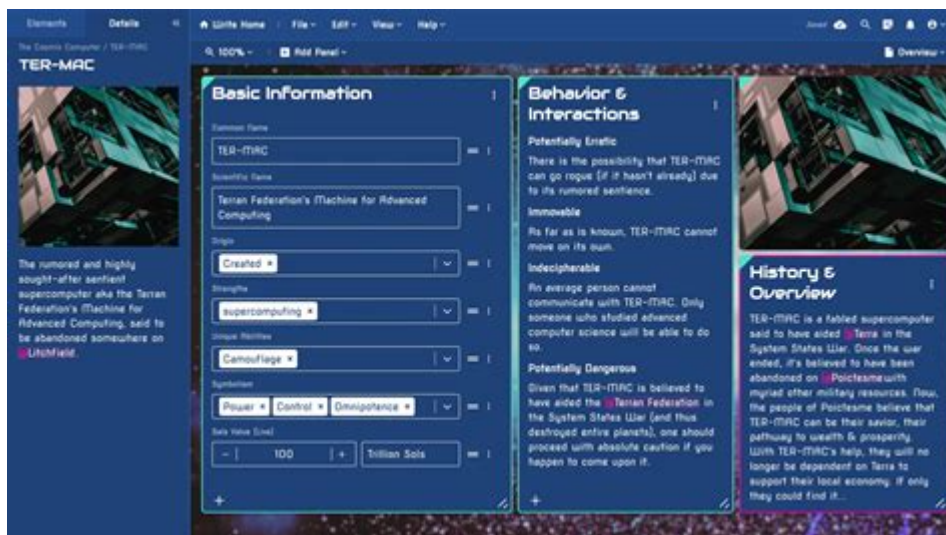 Elements Details «
Write Home File Edit View Help
Saved
The Cosmic Computer / TER-MAC
TER-MAC
100% Add Panel Overview
The rumored and highly
sought-after sentient
supercomputer aka the Terran
Federation's Machine for
Advanced Computing, said to
be abandoned somewhere on
@Litchfield.
Basic Information
Common Name
TER-MAC
Scientific Name
Terran Federation's Machine for Advanced
Computing
Origin
Created ×
Strengths
supercomputing ×
Unique Abilities
Camouflage ×
Symbolism
Power × Control × Omnipotence ×
Sale Value (Live)
− 100 + Trillion Sols
+
Behavior &
Interactions
Potentially Erratic
There is the possibility that TER-MAC
can go rogue (if it hasn't already) due
to its rumored sentience.
Immovable
As far as is known, TER-MAC cannot
move on its own.
Indecipherable
An average person cannot
communicate with TER-MAC. Only
someone who studied advanced
computer science will be able to do
so.
Potentially Dangerous
Given that TER-MAC is believed to
have aided the @Terran Federation in
the System States War (and thus
destroyed entire planets), one should
proceed with absolute caution if you
happen to come upon it.
+
History &
Overview
TER-MAC is a fabled supercomputer
said to have aided @Terra in the
System States War. Once the war
ended, it's believed to have been
abandoned on @Poictesme with
myriad other military resources. Now,
the people of Poictesme believe that
TER-MAC can be their savior, their
pathway to wealth & prosperity.
With TER-MAC's help, they will no
longer be dependent on Terra to
support their local economy. If only
they could find it...